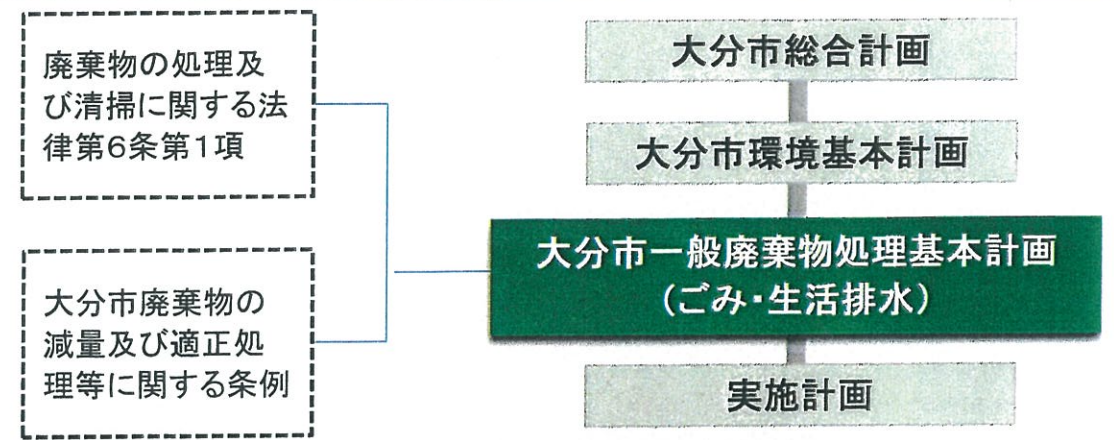 廃棄物の処理及
び清掃に関する法
律第6条第1項
大分市廃棄物の
減量及び適正処
理等に関する条例
大分市総合計画
大分市環境基本計画
大分市一般廃棄物処理基本計画
(ごみ・生活排水)
実施計画